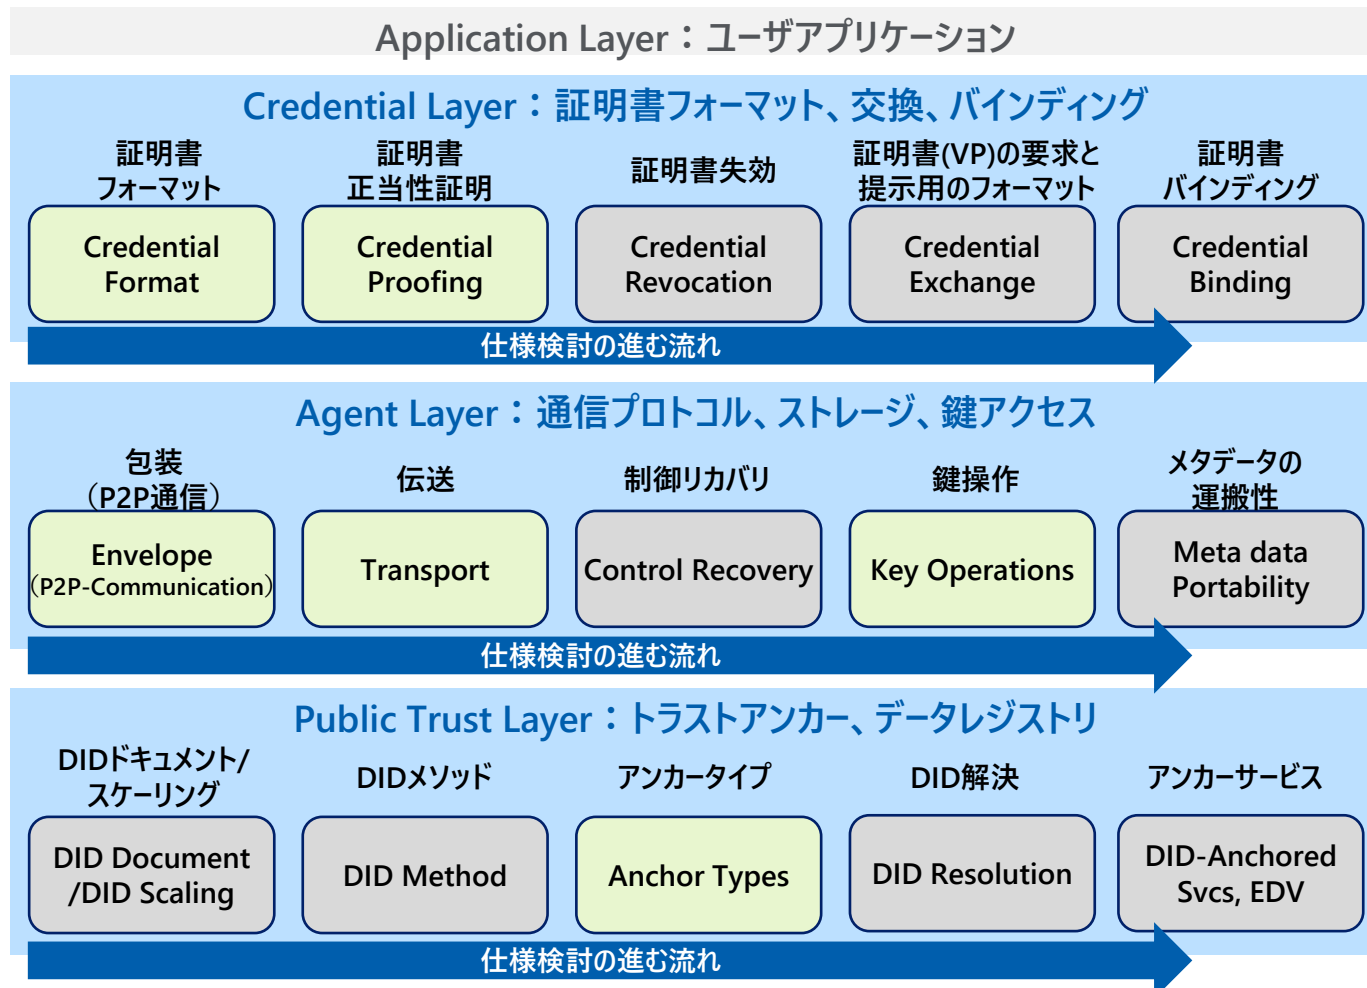 Application Layer：ユーザアプリケーション
Credential Layer：証明書フォーマット、交換、バインディング
証明書
フォーマット
証明書
正当性証明
証明書失効
証明書(VP)の要求と
提示用のフォーマット
証明書
バインディング
Credential
Format
Credential
Proofing
Credential
Revocation
Credential
Exchange
Credential
Binding
仕様検討の進む流れ
Agent Layer：通信プロトコル、ストレージ、鍵アクセス
包装
（P2P通信）
伝送
制御リカバリ
鍵操作
メタデータの
運搬性
Envelope
(P2P-Communication)
Transport
Control Recovery
Key Operations
Meta data
Portability
仕様検討の進む流れ
Public Trust Layer：トラストアンカー、データレジストリ
DIDドキュメント/
スケーリング
DIDメソッド
アンカータイプ
DID解決
アンカーサービス
DID Document
/DID Scaling
DID Method
Anchor Types
DID Resolution
DID-Anchored
Svcs, EDV
仕様検討の進む流れ